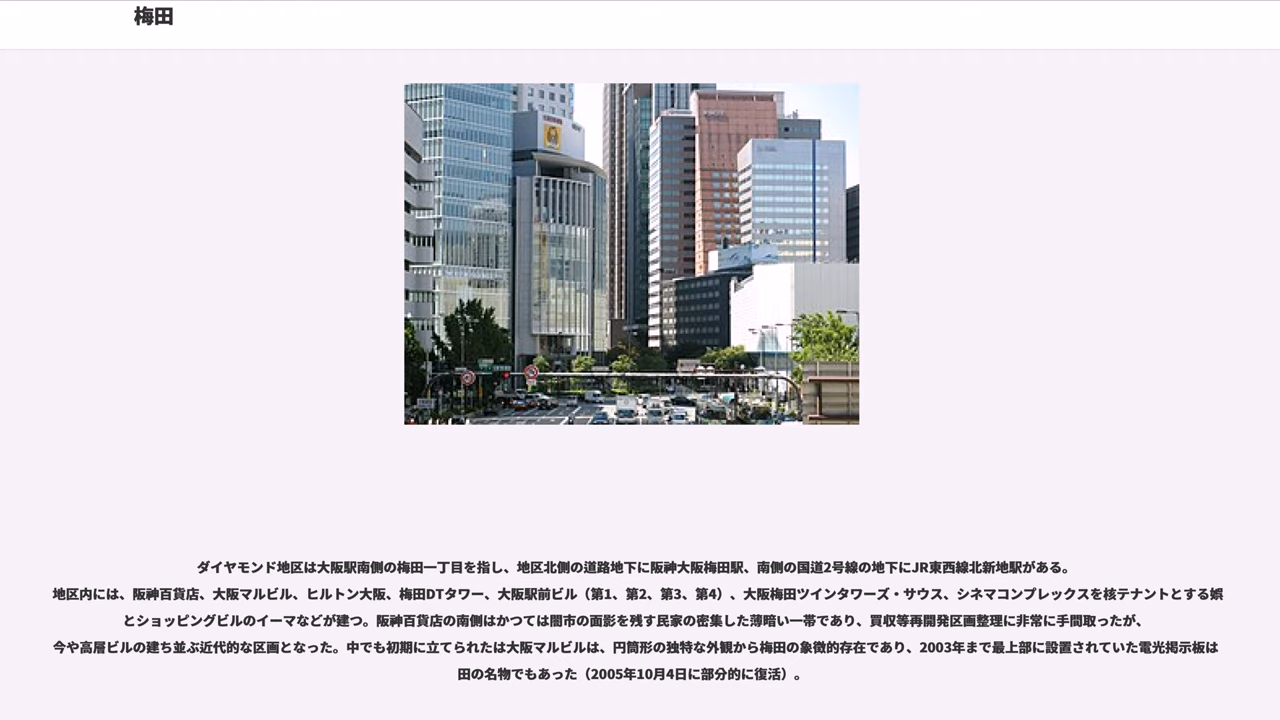 梅田
ダイヤモンド地区は大阪駅南側の梅田一丁目を指し、地区北側の道路地下に阪神大阪梅田駅、南側の国道2号線の地下にJR東西線北新地駅がある。
地区内には、阪神百貨店、大阪マルビル、ヒルトン大阪、梅田DTタワー、大阪駅前ビル（第1、第2、第3、第4）、大阪梅田ツインタワーズ・サウス、シネマコンプレックスを核テナントとする娯
とショッピングビルのイーマなどが建つ。阪神百貨店の南側はかつては闇市の面影を残す民家の密集した薄暗い一帯であり、買収等再開発区画整理に非常に手間取ったが、
今や高層ビルの建ち並ぶ近代的な区画となった。中でも初期に立てられたは大阪マルビルは、円筒形の独特な外観から梅田の象徴的存在であり、2003年まで最上部に設置されていた電光掲示板は
田の名物でもあった（2005年10月4日に部分的に復活）。